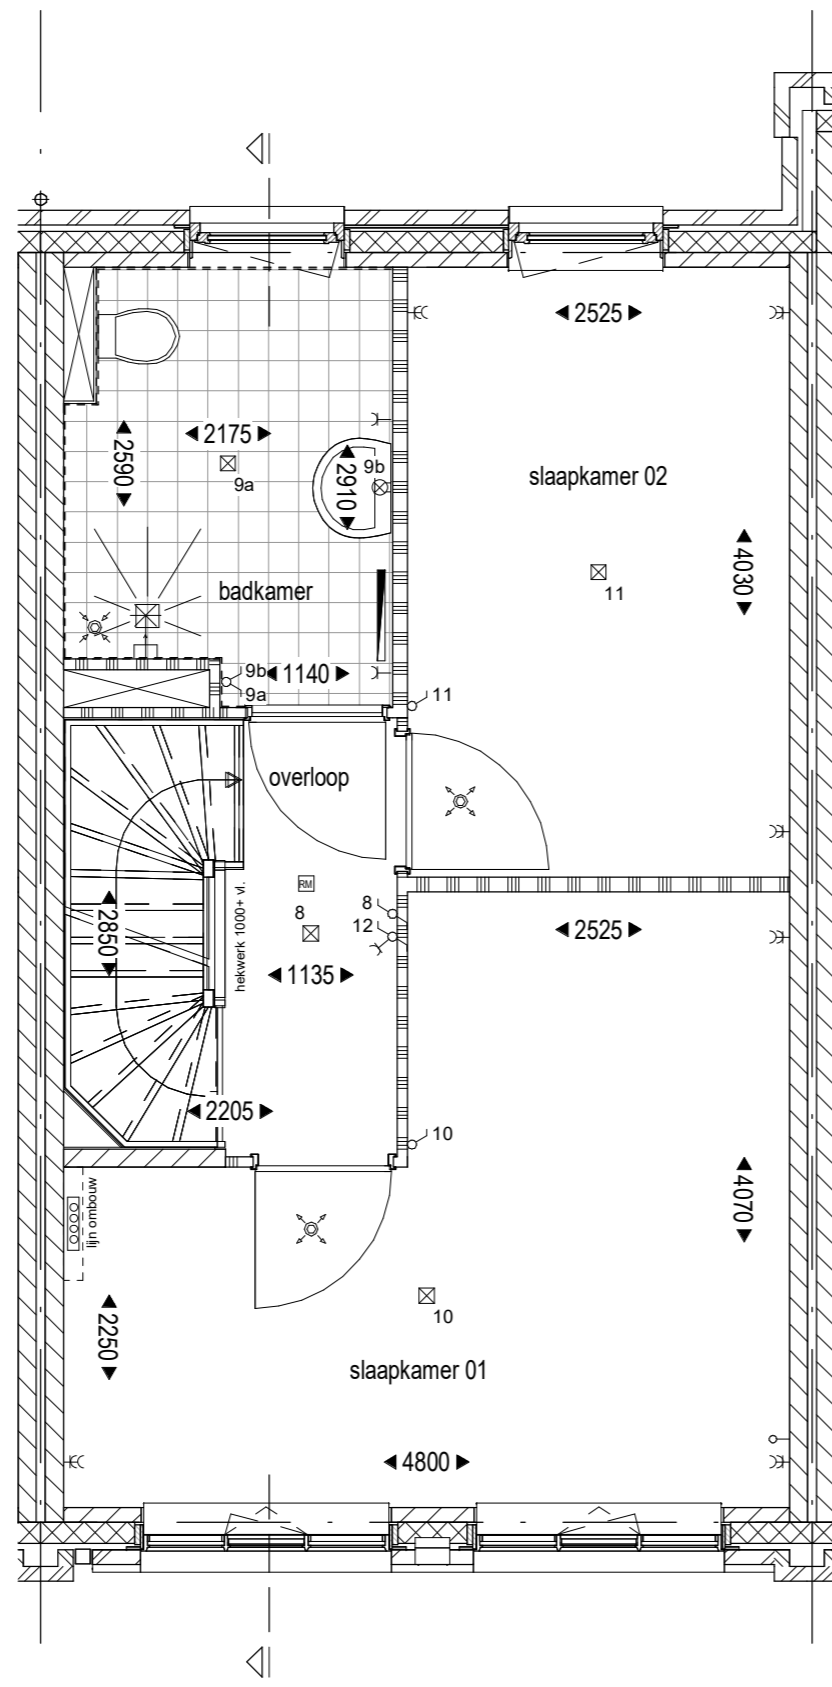 2525
2175
9a
2590
2910
9b
slaapkamer 02
4030
11
badkamer
9b
9a
1140
11
overloop
RM
8
8
12
2850
hekwerk 1000+ vl.
1135
2525
2205
10
lijn ombouw
4070
10
2250
slaapkamer 01
4800